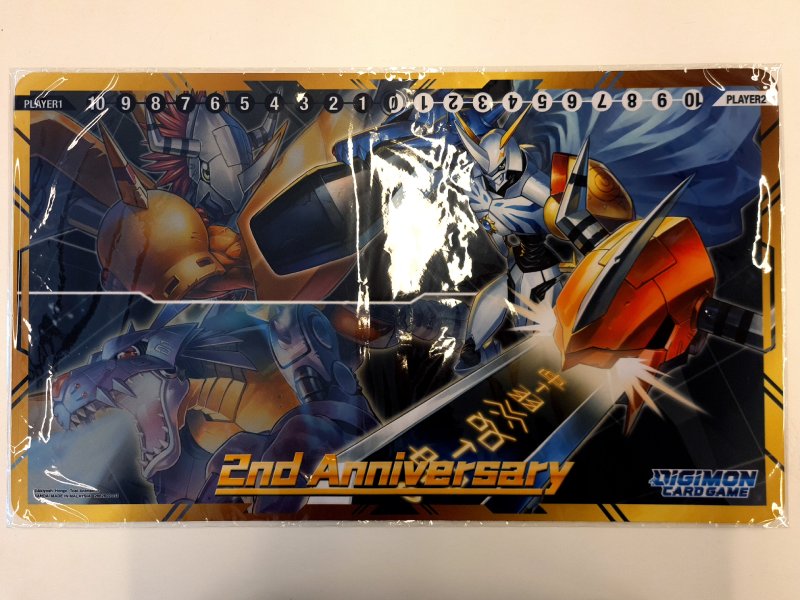 PLAYER1 10 9 8 7 6 5 4 3 2 1 0 1 2 3 4 5 6 7 8 9 10 PLAYER2
2nd Anniversary
DIGIMON
CARD GAME